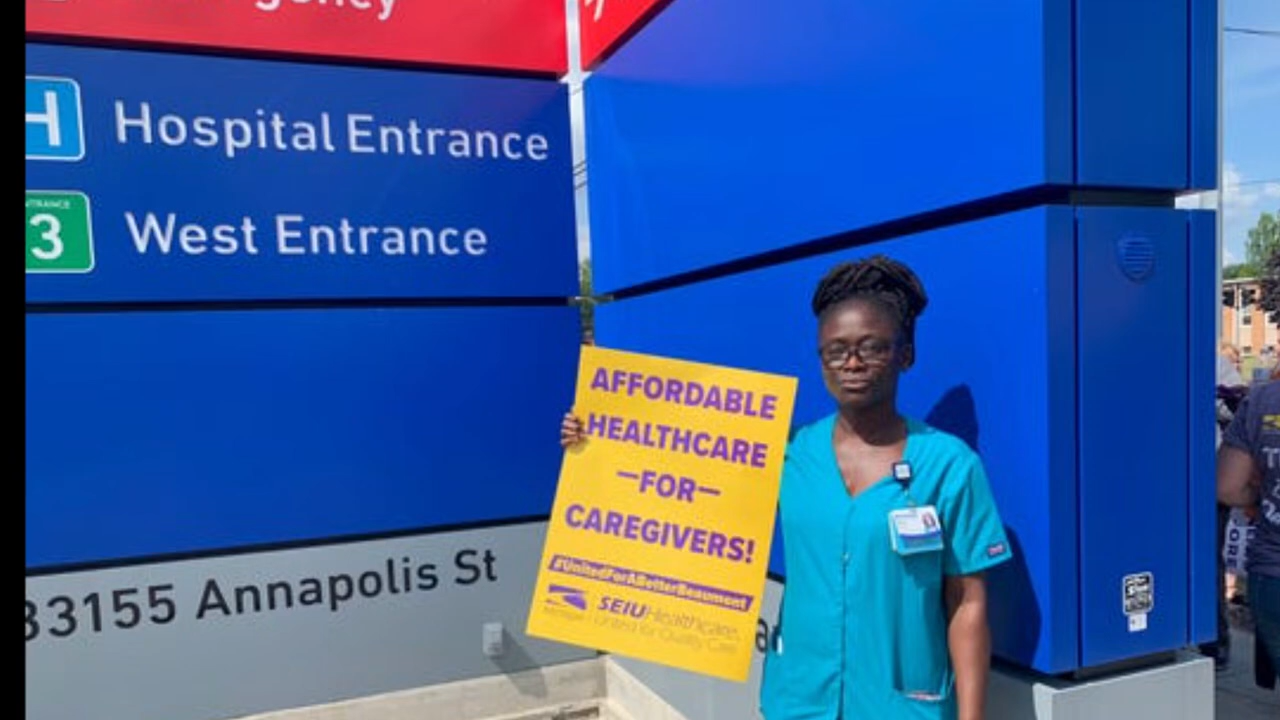 H Hospital Entrance
3 West Entrance
33155 Annapolis St
AFFORDABLE
HEALTHCARE
—FOR—
CAREGIVERS!
#UnitedForABetterBeaumont
SEIU Healthcare
United for Quality Care